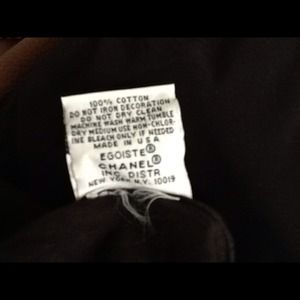 100% COTTON
DO NOT IRON DECORATION
DO NOT DRY CLEAN
MACHINE WASH WARM TUMBLE
DRY MEDIUM USE NON-CHLOR-
INE BLEACH ONLY IF NEEDED
MADE IN USA
EGOISTE®
CHANEL®
INC DISTR
NEW YORK N.Y. 10019